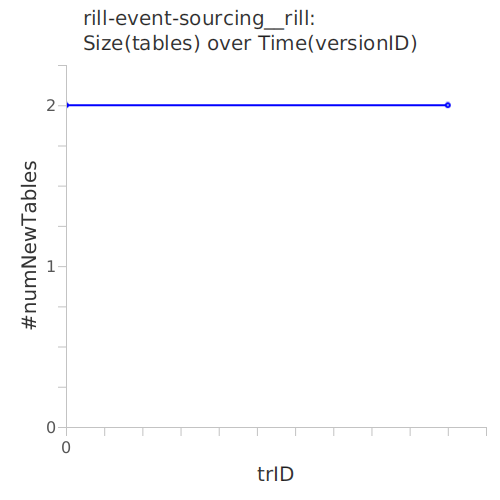 rill-event-sourcing__rill:
Size(tables) over Time(versionID)
2
1
0
0
#numNewTables
trID